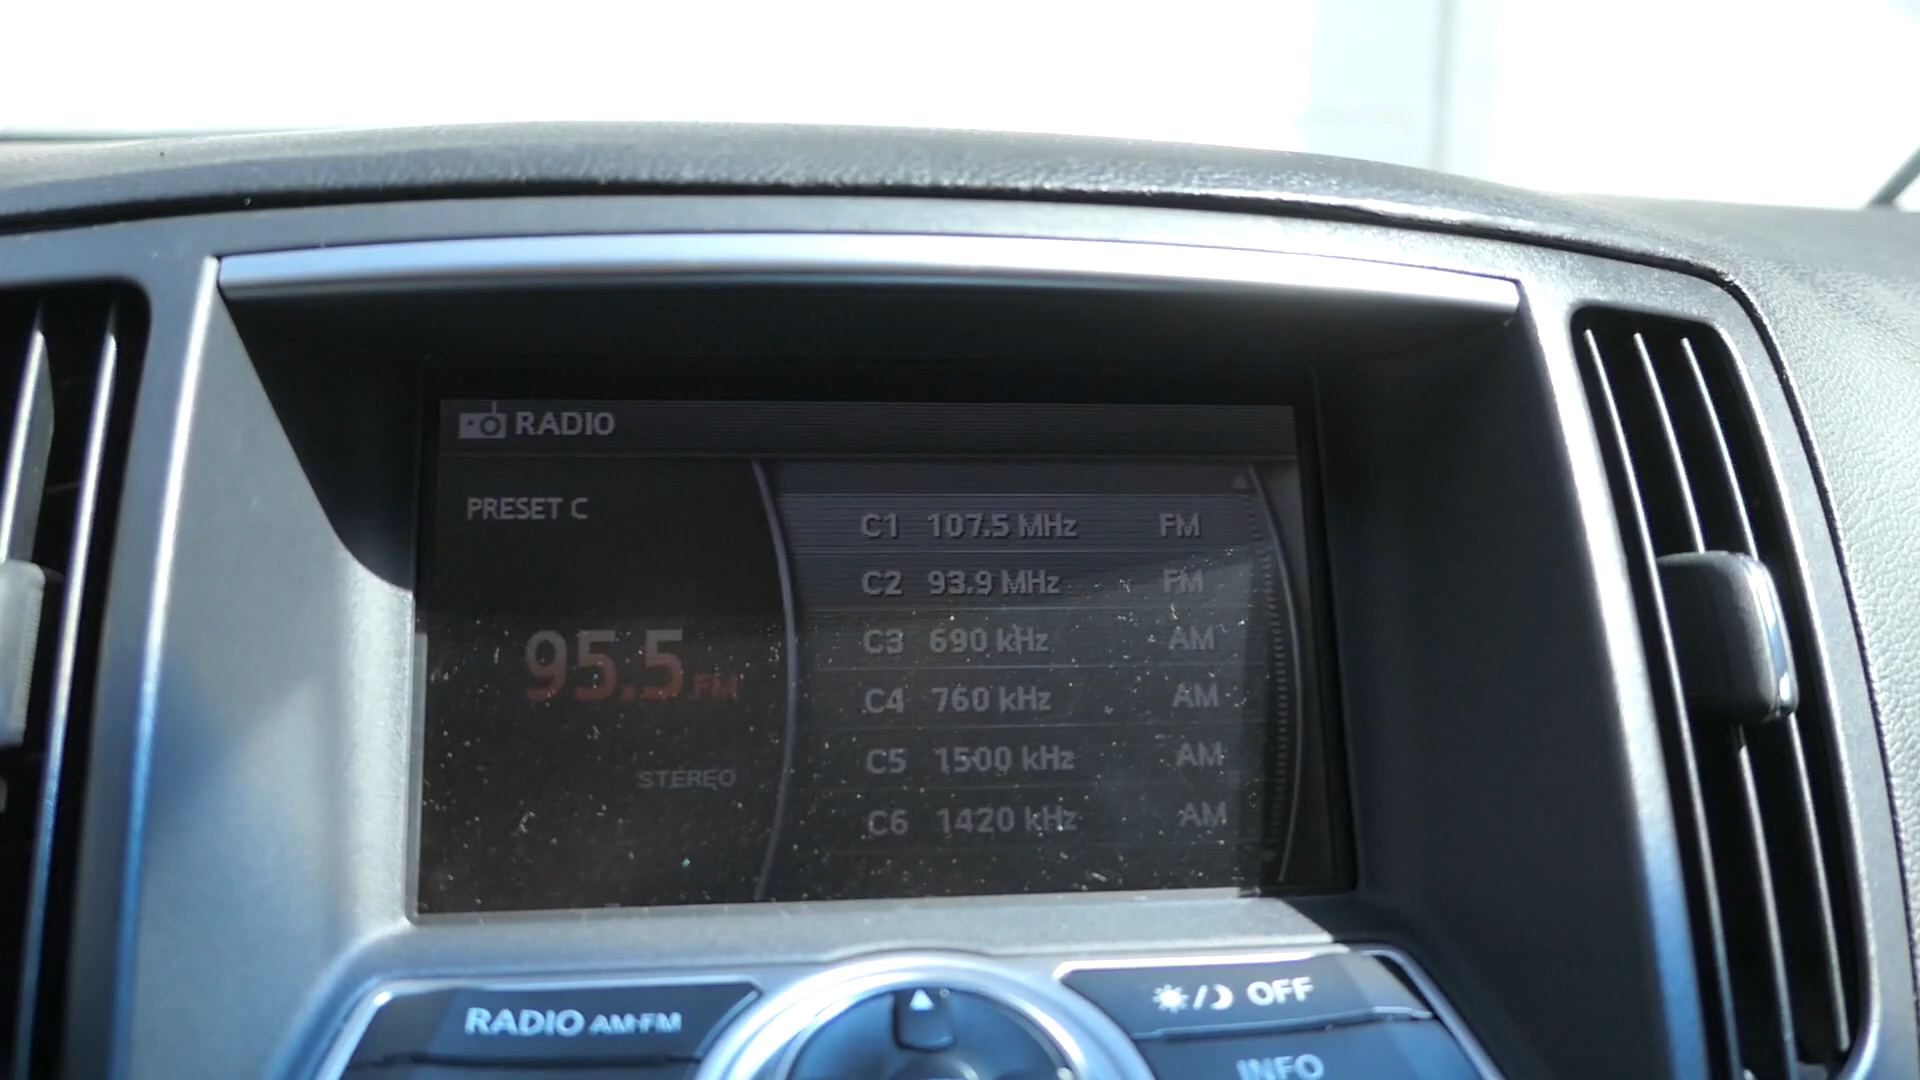 RADIO
PRESET C
95.5 FM
STEREO
C1 107.5 MHz FM
C2 93.9 MHz FM
C3 690 kHz AM
C4 760 kHz AM
C5 1500 kHz AM
C6 1420 kHz AM
RADIO AM·FM
OFF
INFO